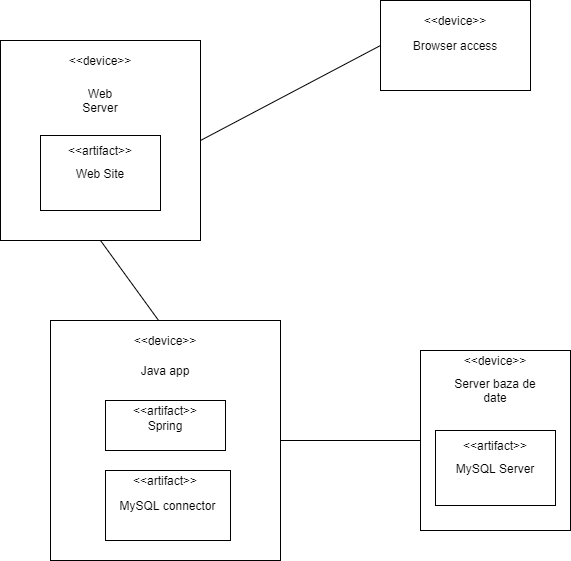 <<device>>
Browser access
<<device>>
Web
Server
<<artifact>>
Web Site
<<device>>
Java app
<<artifact>>
Spring
<<artifact>>
MySQL connector
<<device>>
Server baza de
date
<<artifact>>
MySQL Server